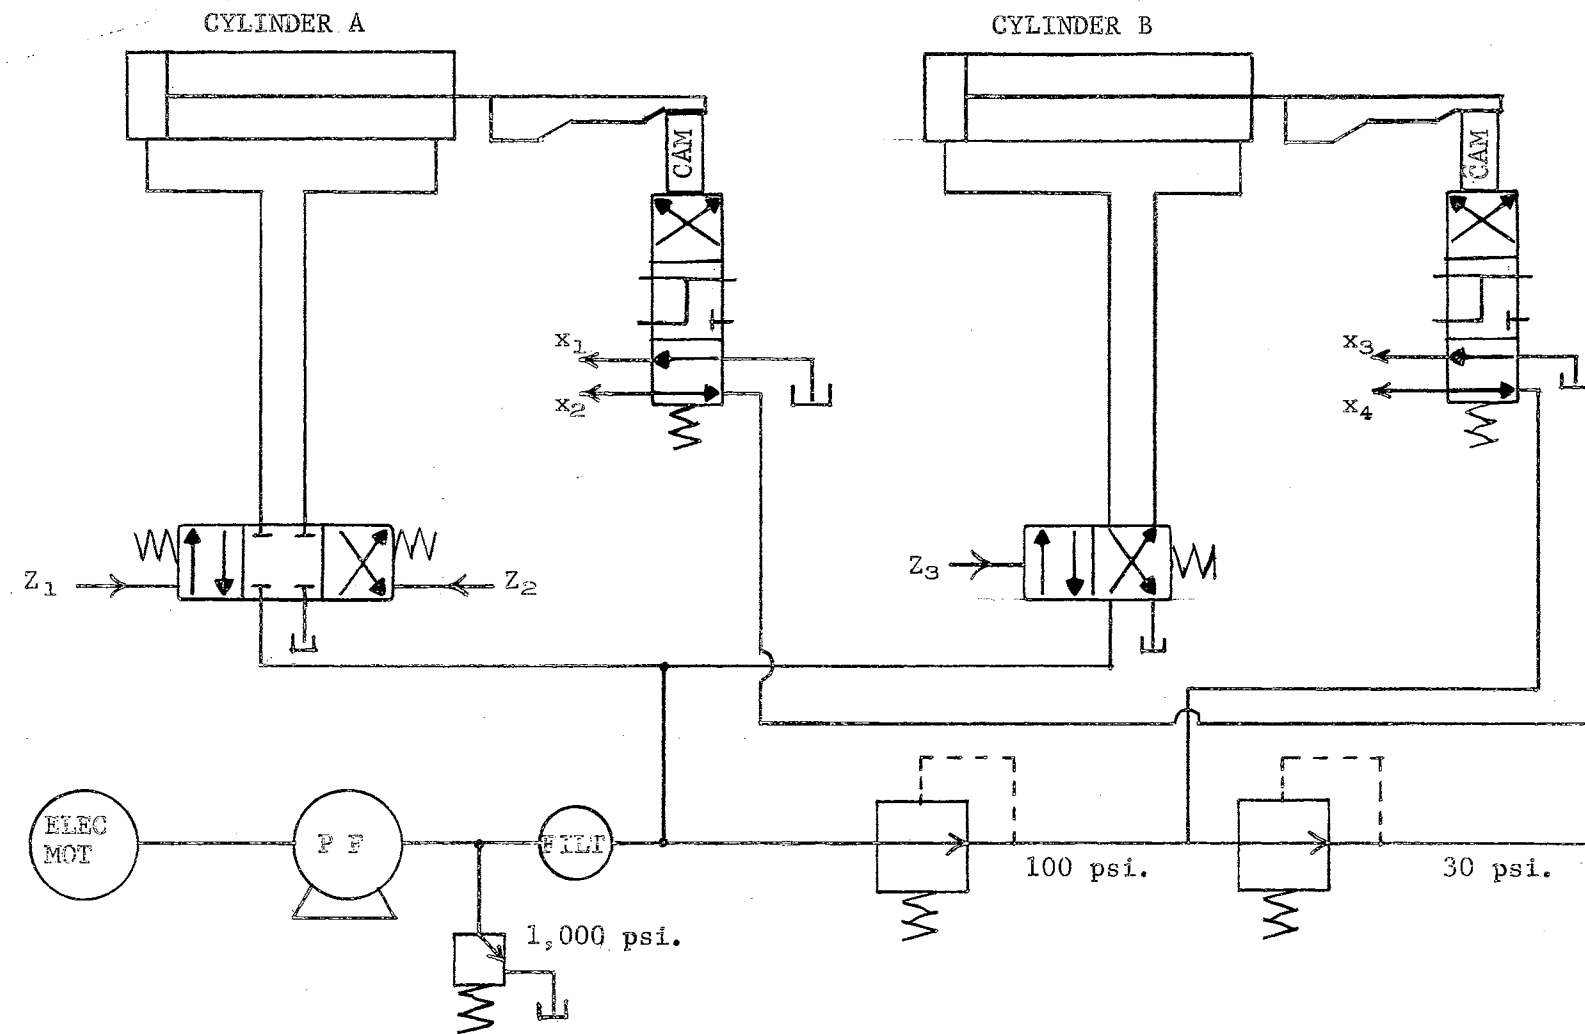 CYLINDER A
CYLINDER B
CAM
CAM
x1
x2
x3
x4
Z1
Z2
Z3
ELEC
MOT
P F
FILT
100 psi.
30 psi.
1,000 psi.